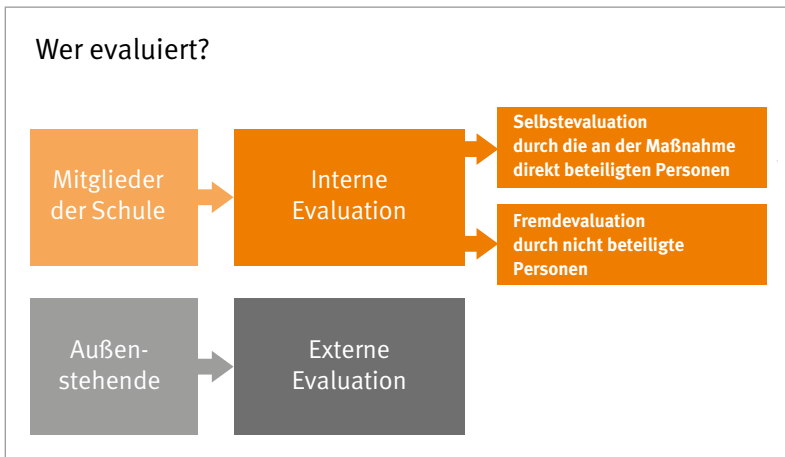 Wer evaluiert?
Mitglieder
der Schule
Interne
Evaluation
Selbstevaluation
durch die an der Maßnahme
direkt beteiligten Personen
Fremdevaluation
durch nicht beteiligte
Personen
Außen-
stehende
Externe
Evaluation